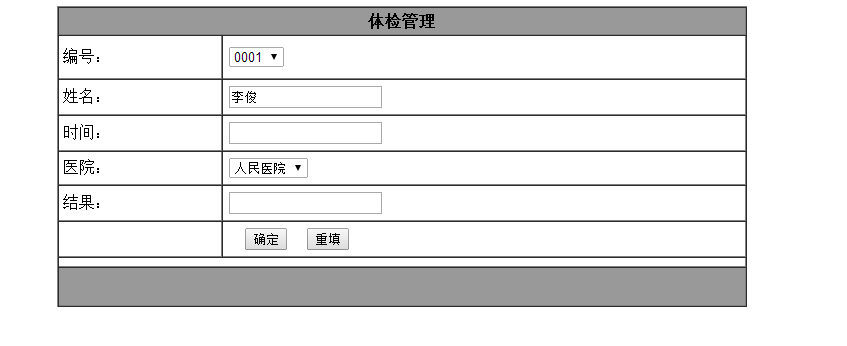 体检管理
编号： 0001
姓名： 李俊
时间：
医院： 人民医院
结果：
确定 重填